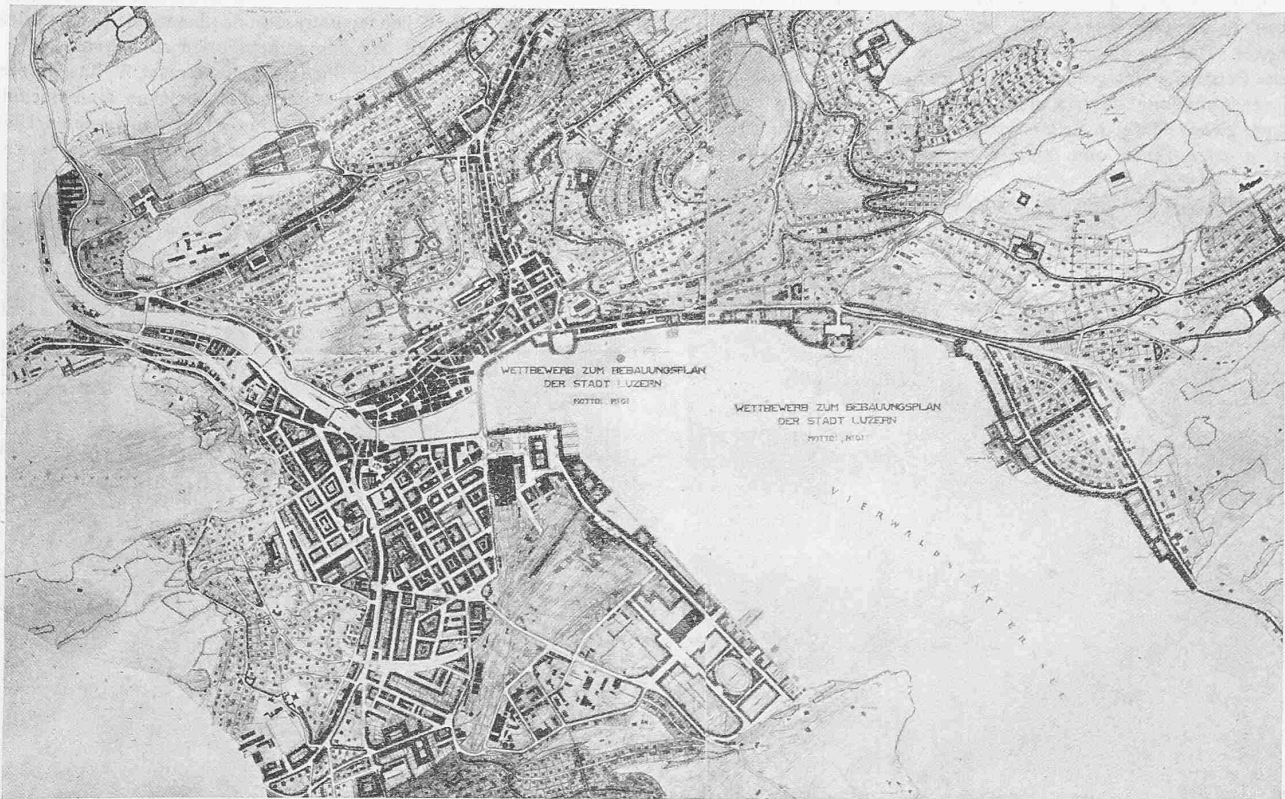 WETTBEWERB ZUM BEBAUUNGSPLAN
DER STADT LUZERN
WETTBEWERB ZUM BEBAUUNGSPLAN
DER STADT LUZERN
VIERWALDSTÄTTER